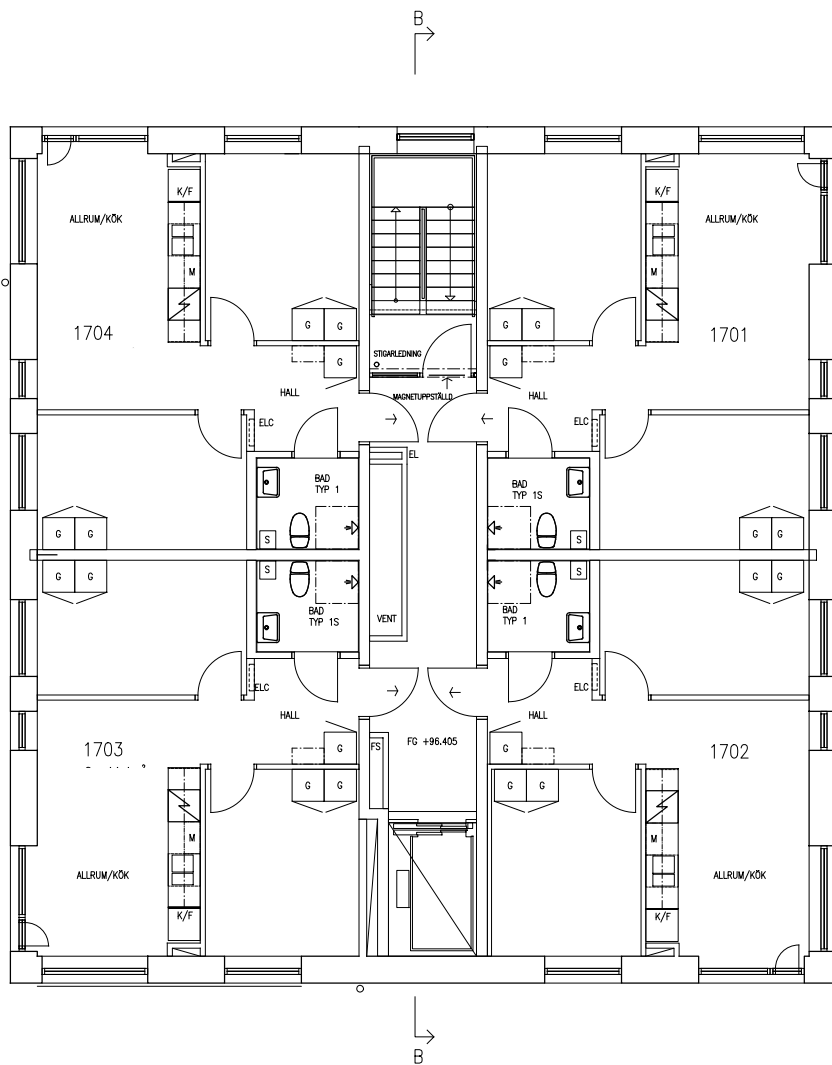 B
K/F
K/F
ALLRUM/KÖK
ALLRUM/KÖK
M
M
1704
G G
G G
1701
STIGARLEDNING
G
G
HALL
MAGNETUPPSTÄLLD
HALL
ELC
ELC
EL
BAD
TYP 1
BAD
TYP 1S
G G
G G
S
S
G G
S
S
G G
BAD
TYP 1S
VENT
BAD
TYP 1
ELC
ELC
HALL
HALL
1703
G
FS
FG +96.405
G
1702
G G
G G
M
M
ALLRUM/KÖK
ALLRUM/KÖK
K/F
K/F
B